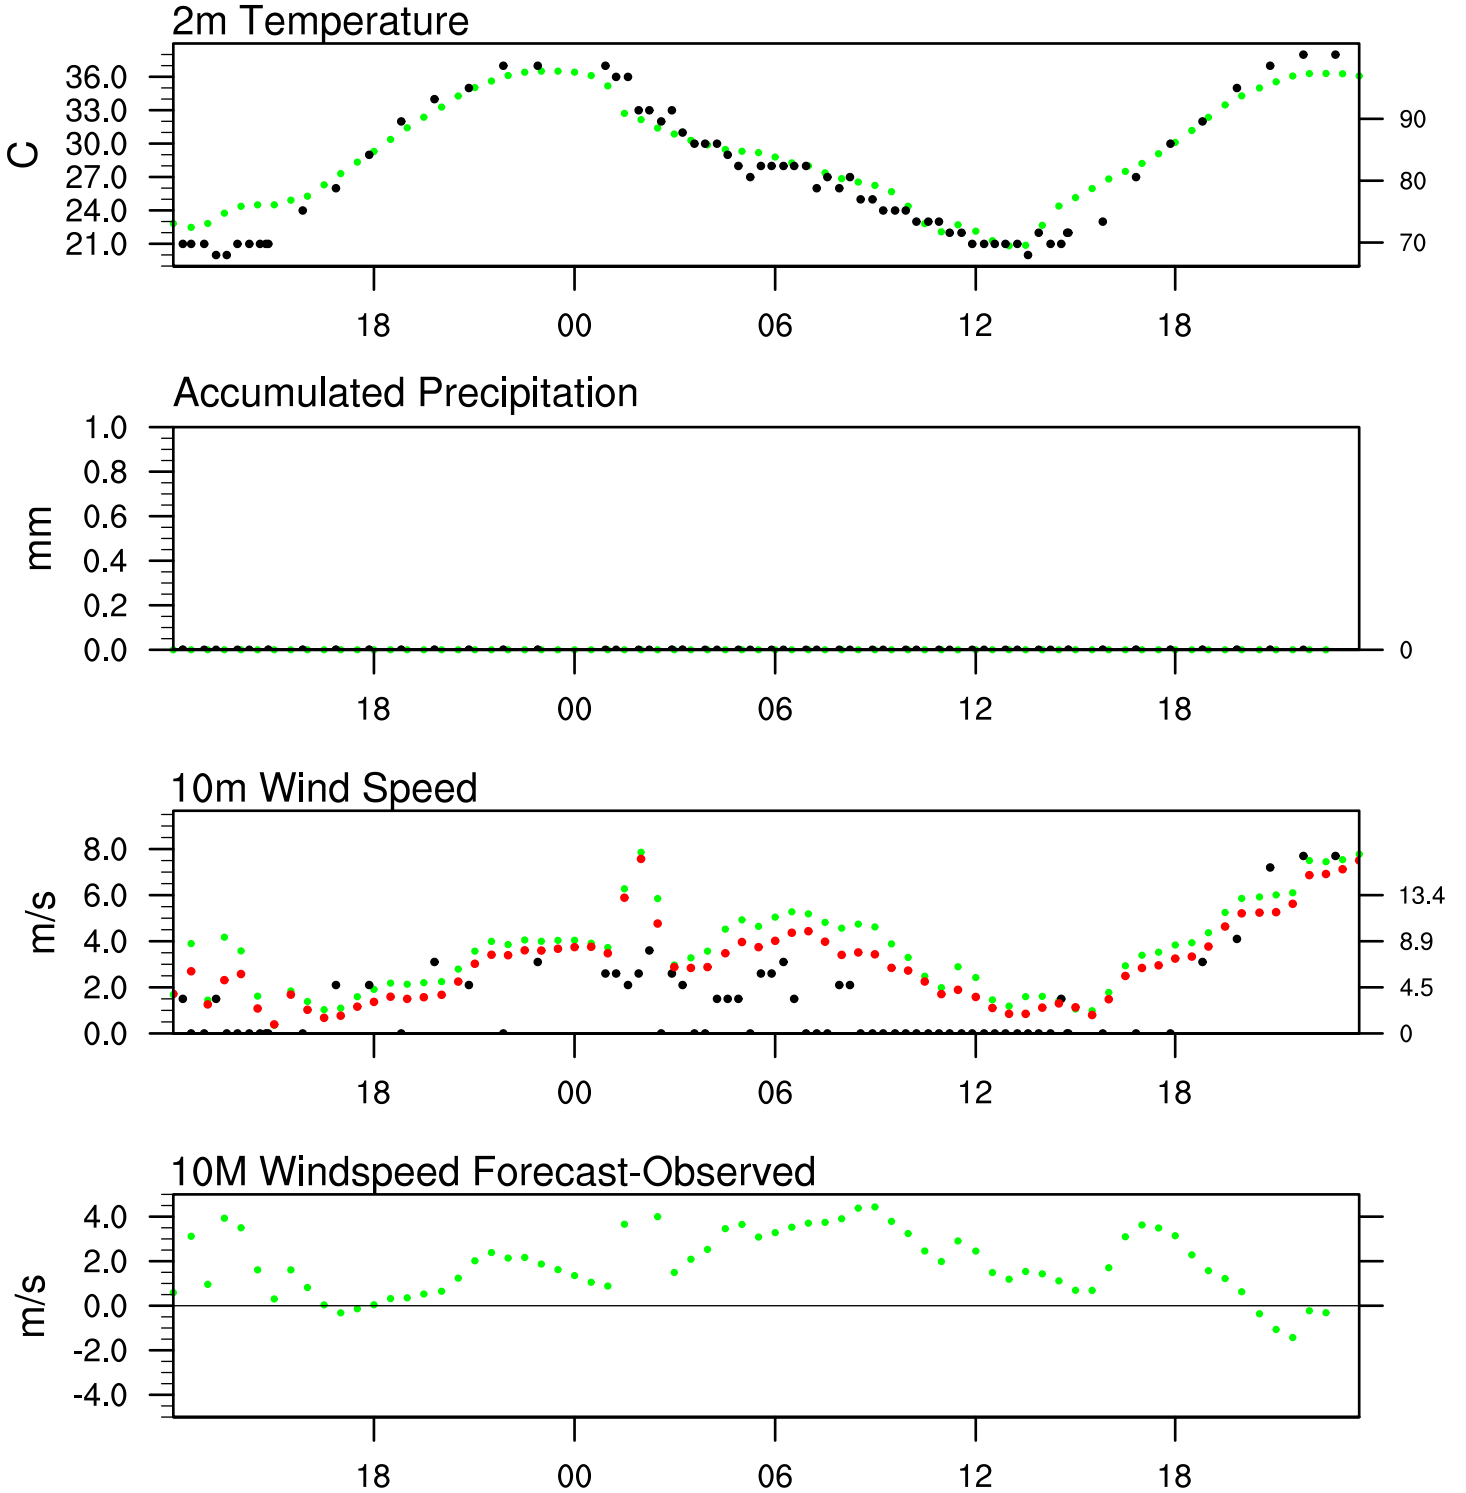 2m Temperature
36.0
33.0
30.0
27.0
24.0
21.0
C
90
80
70
18 00 06 12 18
Accumulated Precipitation
1.0
0.8
0.6
0.4
0.2
0.0
mm
0
18 00 06 12 18
10m Wind Speed
8.0
6.0
4.0
2.0
0.0
m/s
13.4
8.9
4.5
0
18 00 06 12 18
10M Windspeed Forecast-Observed
4.0
2.0
0.0
-2.0
-4.0
m/s
18 00 06 12 18